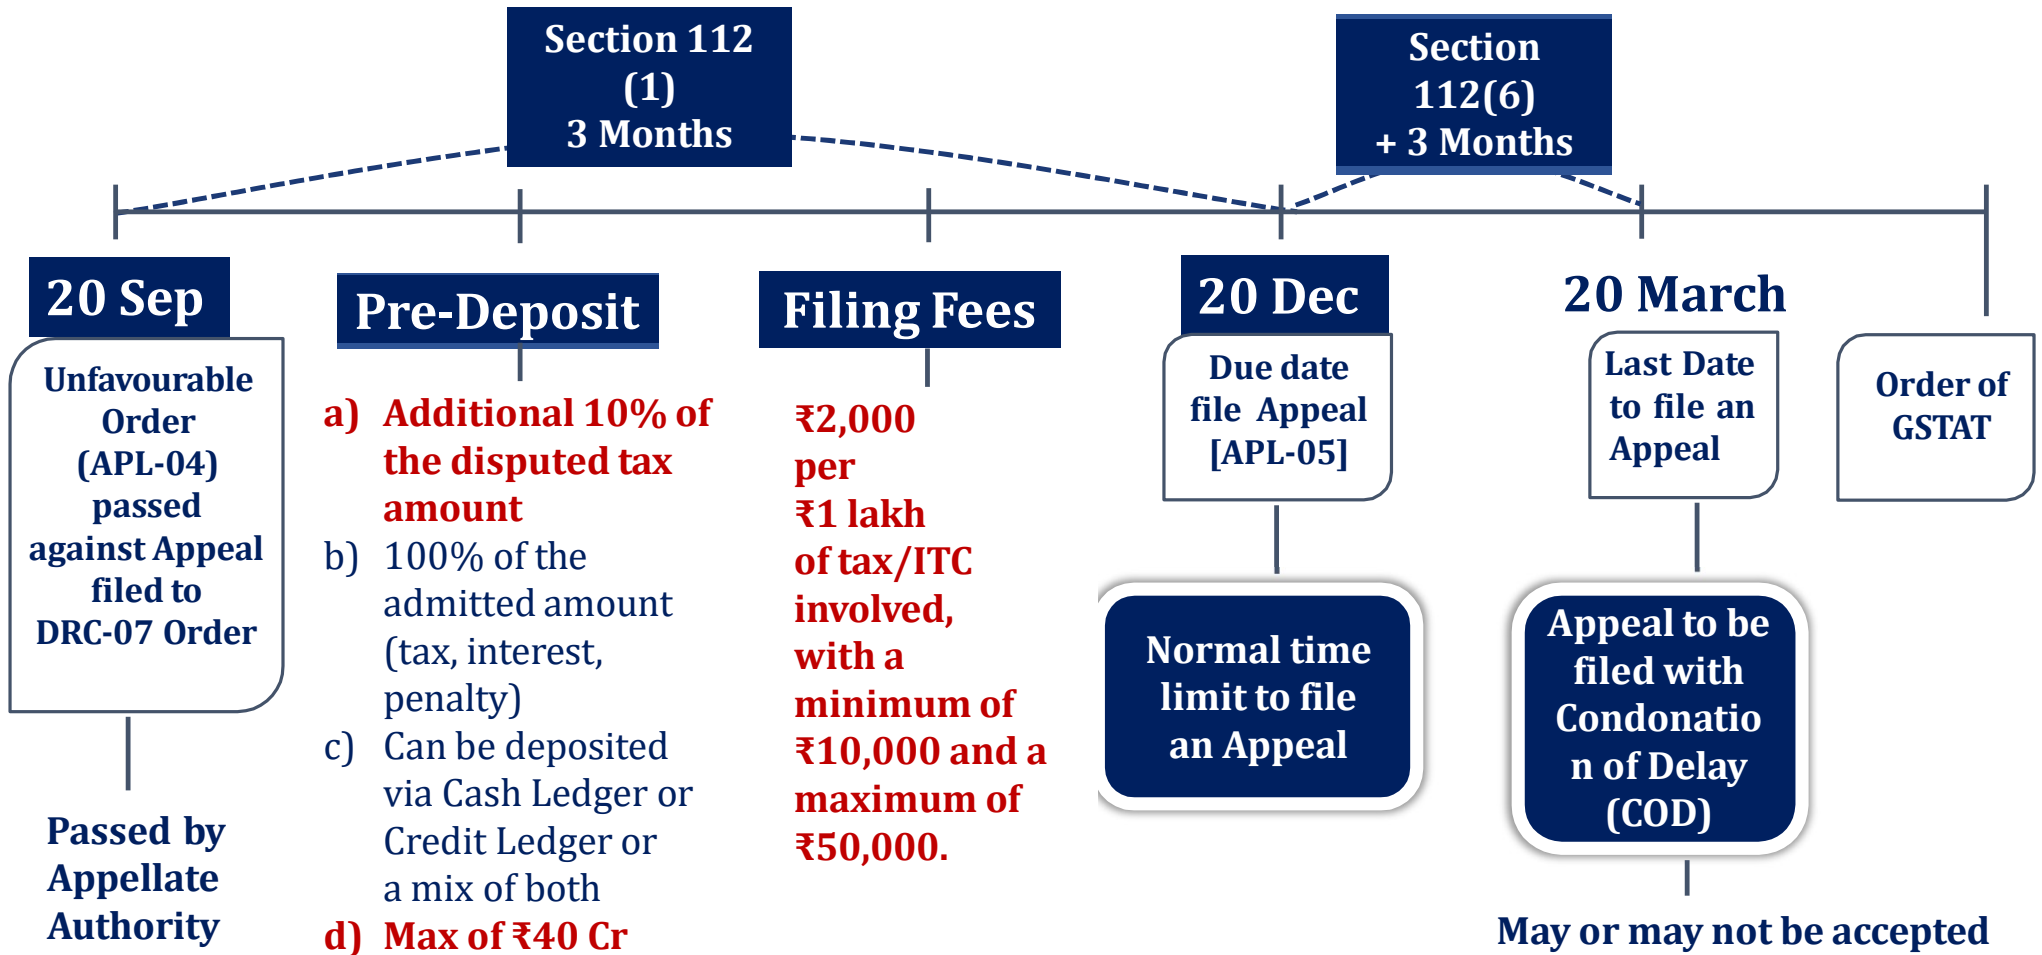 Section 112
(1)
3 Months
Section
112(6)
+ 3 Months
20 Sep
Unfavourable
Order
(APL-04)
passed
against Appeal
filed to
DRC-07 Order
Passed by
Appellate
Authority
Pre-Deposit
a) Additional 10% of
the disputed tax
amount
b) 100% of the
admitted amount
(tax, interest,
penalty)
c) Can be deposited
via Cash Ledger or
Credit Ledger or
a mix of both
d) Max of ₹40 Cr
Filing Fees
₹2,000
per
₹1 lakh
of tax/ITC
involved,
with a
minimum of
₹10,000 and a
maximum of
₹50,000.
20 Dec
Due date
file Appeal
[APL-05]
Normal time
limit to file
an Appeal
20 March
Last Date
to file an
Appeal
Appeal to be
filed with
Condonatio
n of Delay
(COD)
May or may not be accepted
Order of
GSTAT